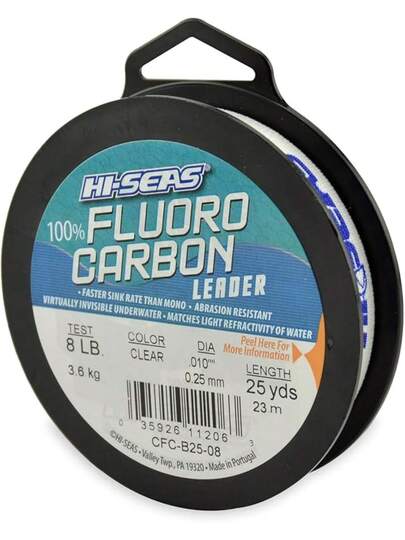 HI-SEAS
100% FLUORO
CARBON
LEADER
• FASTER SINK RATE THAN MONO • ABRASION RESISTANT
VIRTUALLY INVISIBLE UNDERWATER • MATCHES LIGHT REFRACTIVITY OF WATER
Peel Here For
More Information
TEST COLOR DIA LENGTH
8 LB. CLEAR .010" 25 yds
3.6 kg 0.25 mm 23 m
0 35926 11206 3
CFC-B25-08
©HI-SEAS • Valley Twp., PA 19320 • Made in Portugal